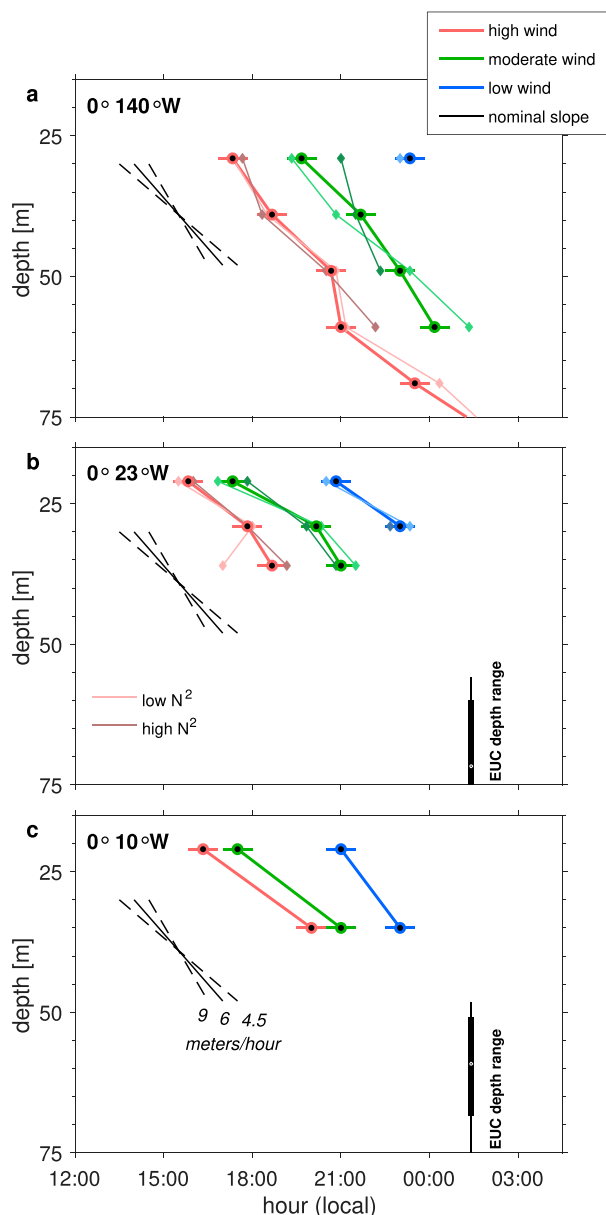 high wind
moderate wind
low wind
nominal slope
a
0° 140°W
25
50
75
depth [m]
b
0° 23°W
25
50
75
depth [m]
low N²
high N²
EUC depth range
c
0° 10°W
25
50
75
depth [m]
9 6 4.5
meters/hour
EUC depth range
12:00 15:00 18:00 21:00 00:00 03:00
hour (local)